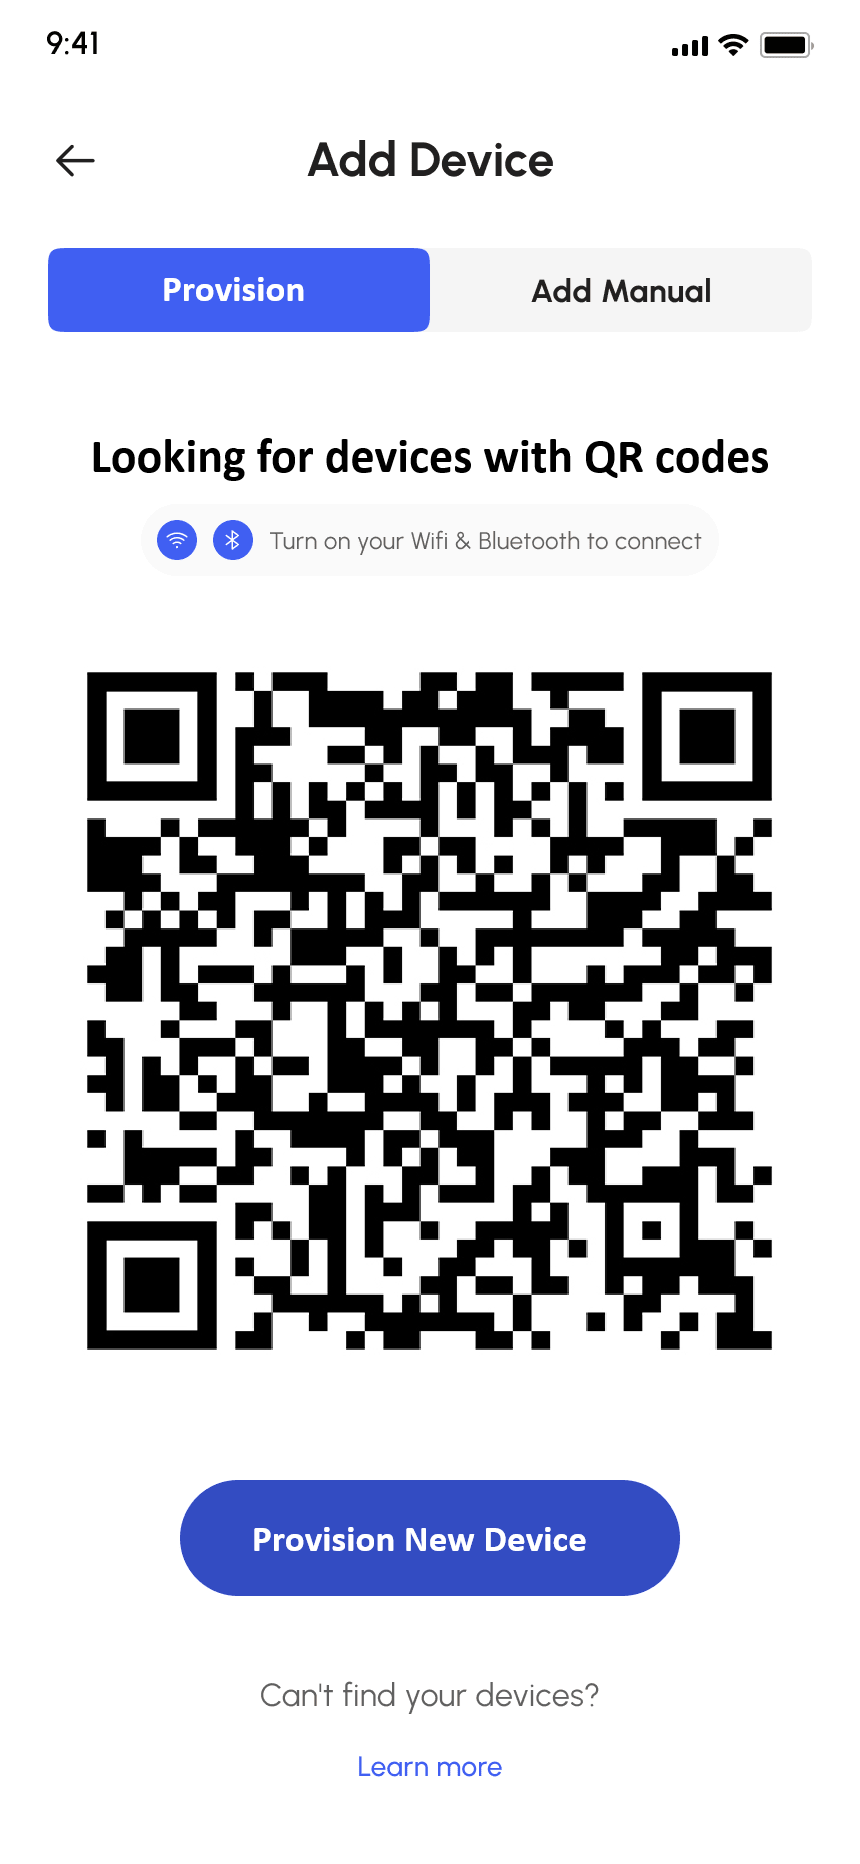 9:41
Add Device
Provision
Add Manual
Looking for devices with QR codes
Turn on your Wifi & Bluetooth to connect
Provision New Device
Can't find your devices?
Learn more